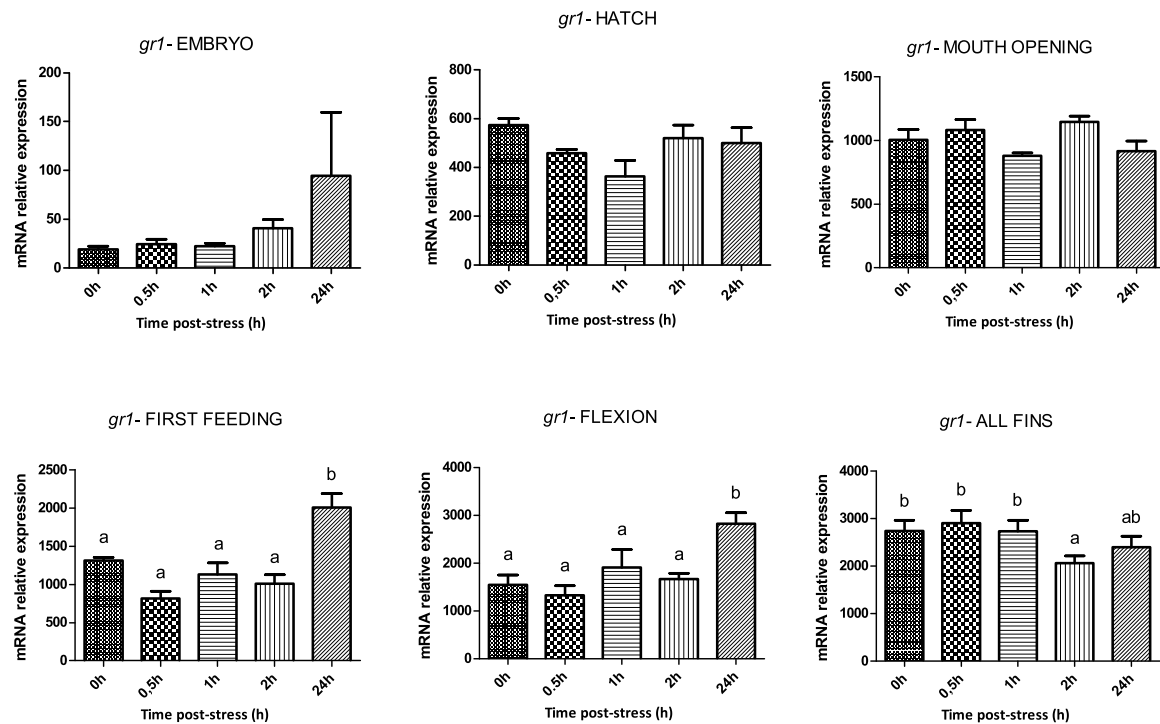 gr1- EMBRYO
mRNA relative expression
200
150
100
50
0
0h
0,5h
1h
2h
24h
Time post-stress (h)
gr1- HATCH
mRNA relative expression
800
600
400
200
0
0h
0,5h
1h
2h
24h
Time post-stress (h)
gr1- MOUTH OPENING
mRNA relative expression
1500
1000
500
0
0h
0,5h
1h
2h
24h
Time post-stress (h)
gr1- FIRST FEEDING
mRNA relative expression
2500
2000
1500
1000
500
0
a
a
a
a
b
0h
0,5h
1h
2h
24h
Time post-stress (h)
gr1- FLEXION
mRNA relative expression
4000
3000
2000
1000
0
a
a
a
a
b
0h
0,5h
1h
2h
24h
Time post-stress (h)
gr1- ALL FINS
mRNA relative expression
4000
3000
2000
1000
0
b
b
b
a
ab
0h
0,5h
1h
2h
24h
Time post-stress (h)